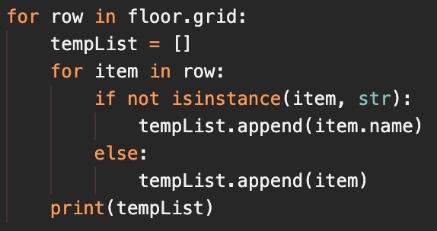 for row in floor.grid:
    tempList = []
    for item in row:
        if not isinstance(item, str):
            tempList.append(item.name)
        else:
            tempList.append(item)
    print(tempList)